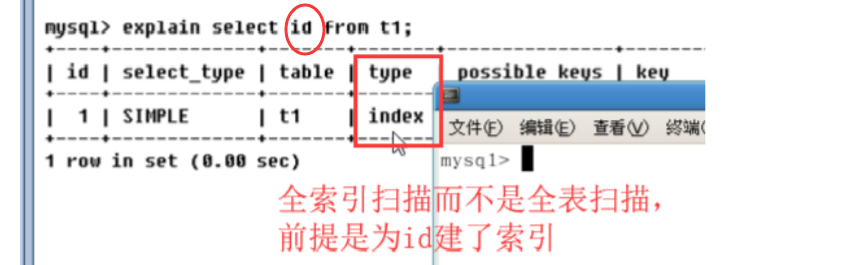 mysql> explain select id from t1;
| id | select_type | table | type | possible keys | key
| 1 | SIMPLE | t1 | index
文件(F) 编辑(E) 查看(V) 终端(
1 row in set (0.00 sec)
mysql>
全索引扫描而不是全表扫描，
前提是为id建了索引